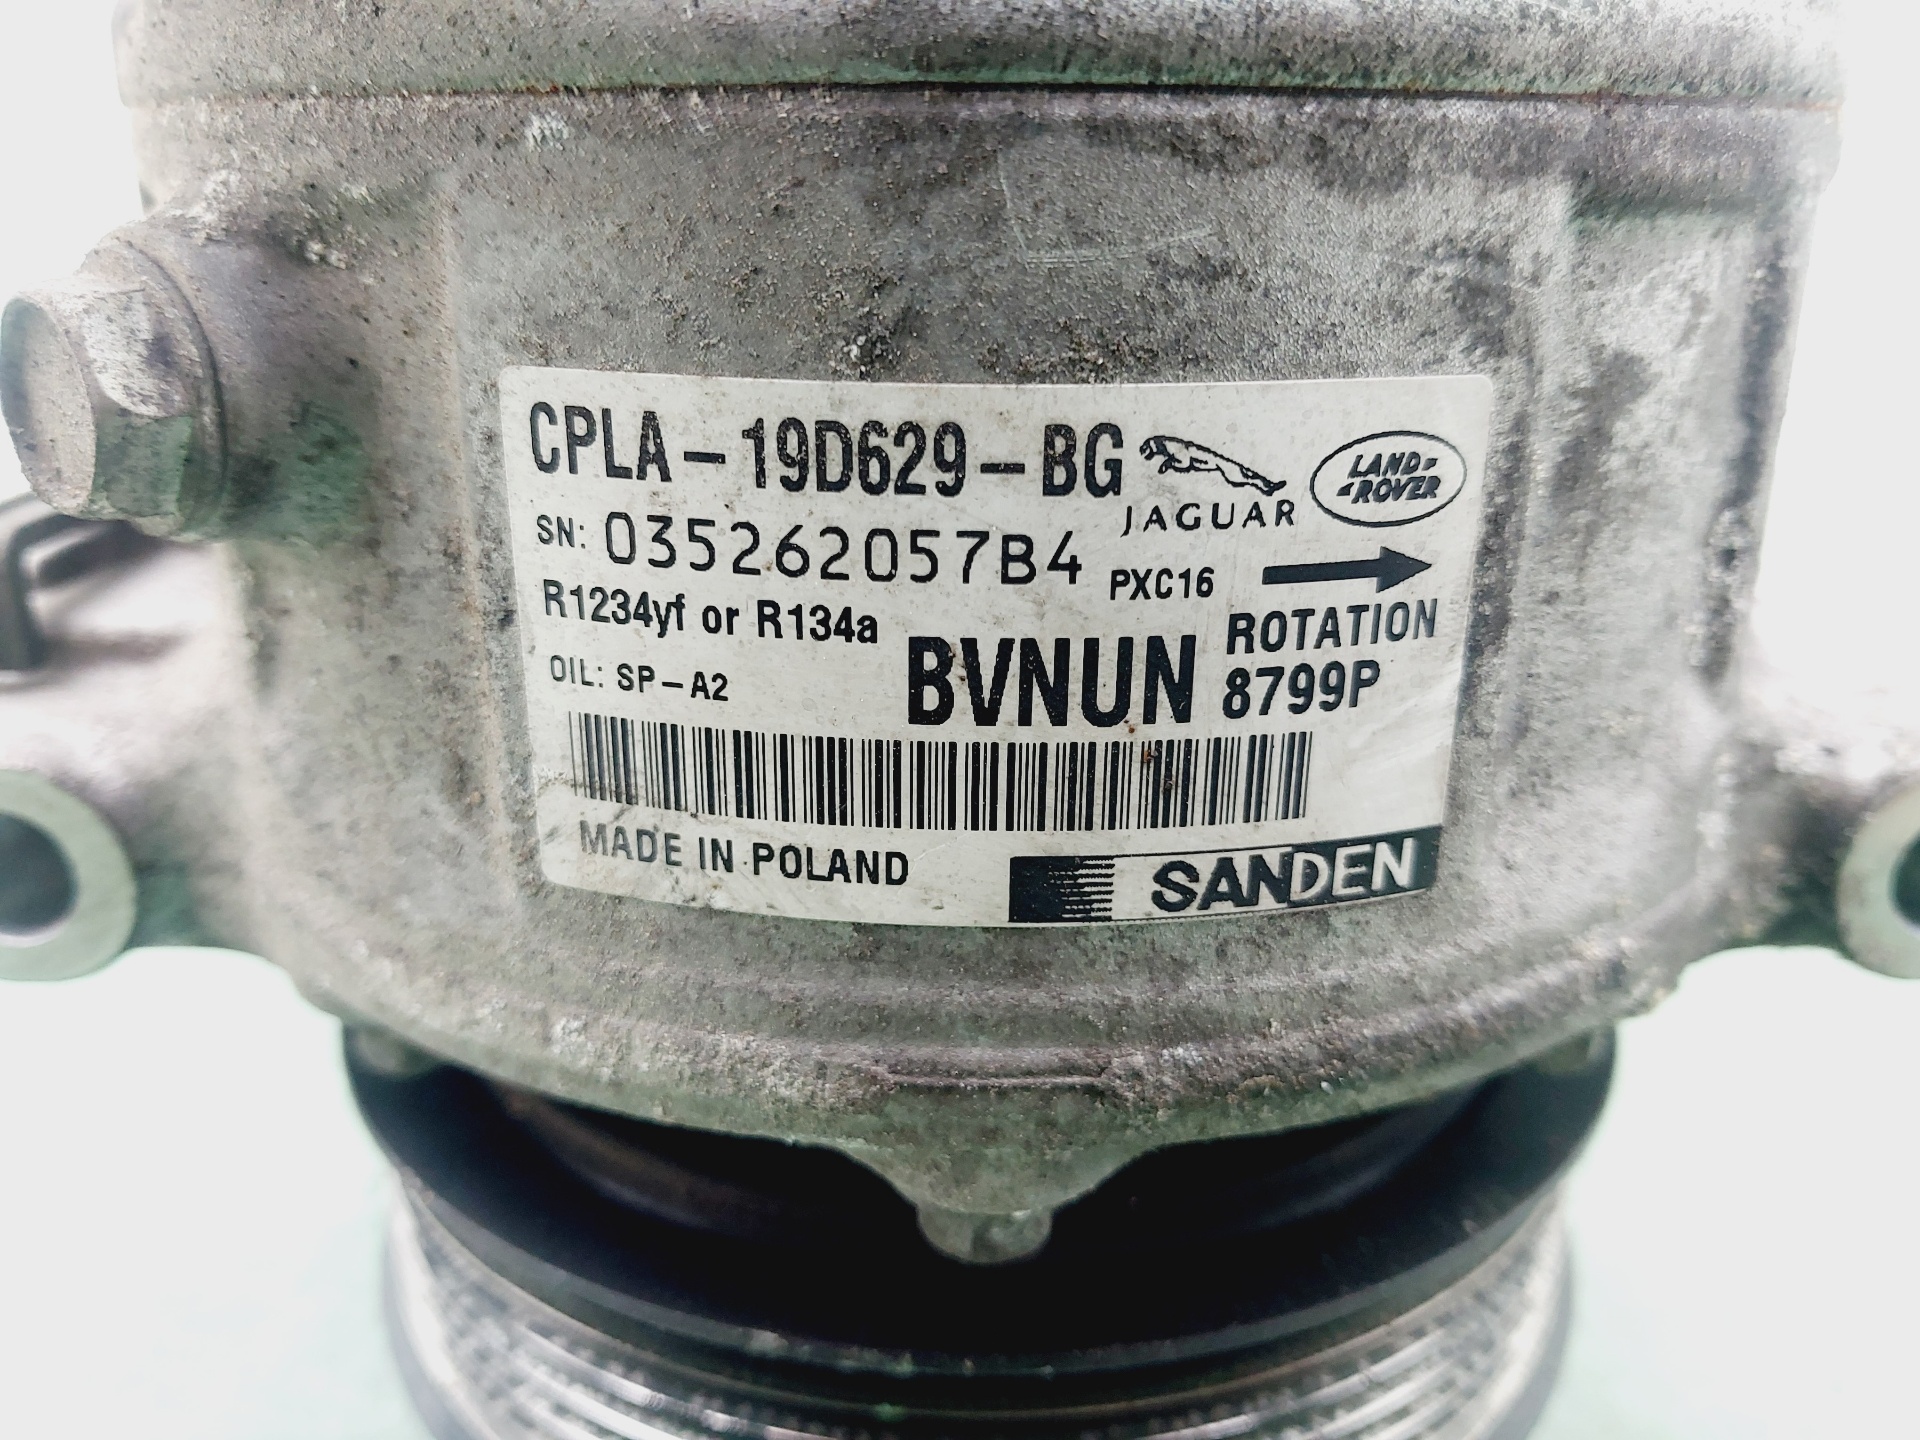 CPLA-19D629-BG
JAGUAR
LAND-
-ROVER
SN: 035262057B4
PXC16
R1234yf or R134a
ROTATION
OIL: SP-A2
BVNUN
8799P
MADE IN POLAND
SANDEN